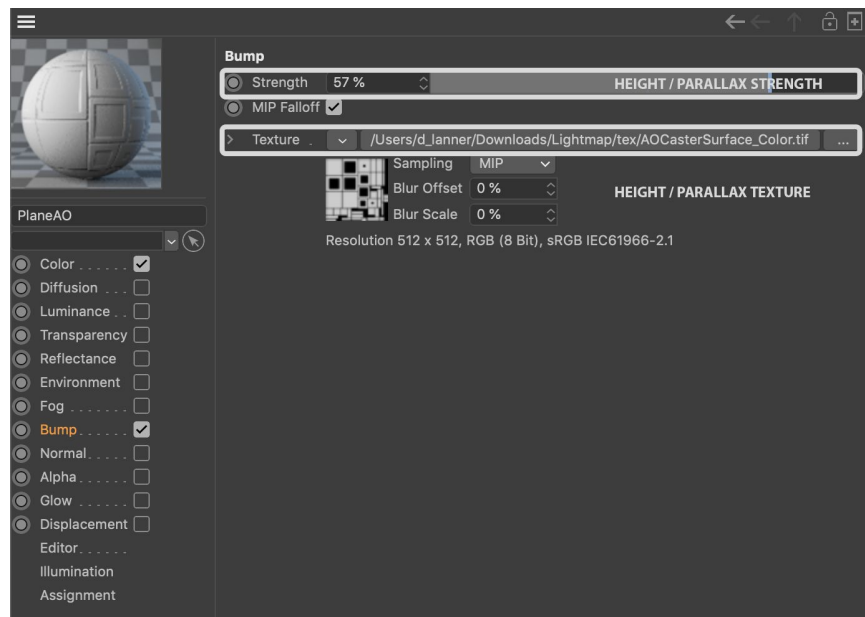 Bump
Strength 57 % HEIGHT / PARALLAX STRENGTH
MIP Falloff
Texture . /Users/d_lanner/Downloads/Lightmap/tex/AOCasterSurface_Color.tif ...
Sampling MIP
Blur Offset 0 % HEIGHT / PARALLAX TEXTURE
Blur Scale 0 %
Resolution 512 x 512, RGB (8 Bit), sRGB IEC61966-2.1
PlaneAO
Color . . . . . .
Diffusion . . .
Luminance . .
Transparency
Reflectance
Environment
Fog . . . . . . .
Bump . . . . . .
Normal . . . . .
Alpha . . . . . .
Glow . . . . . .
Displacement
Editor . . . . . .
Illumination
Assignment